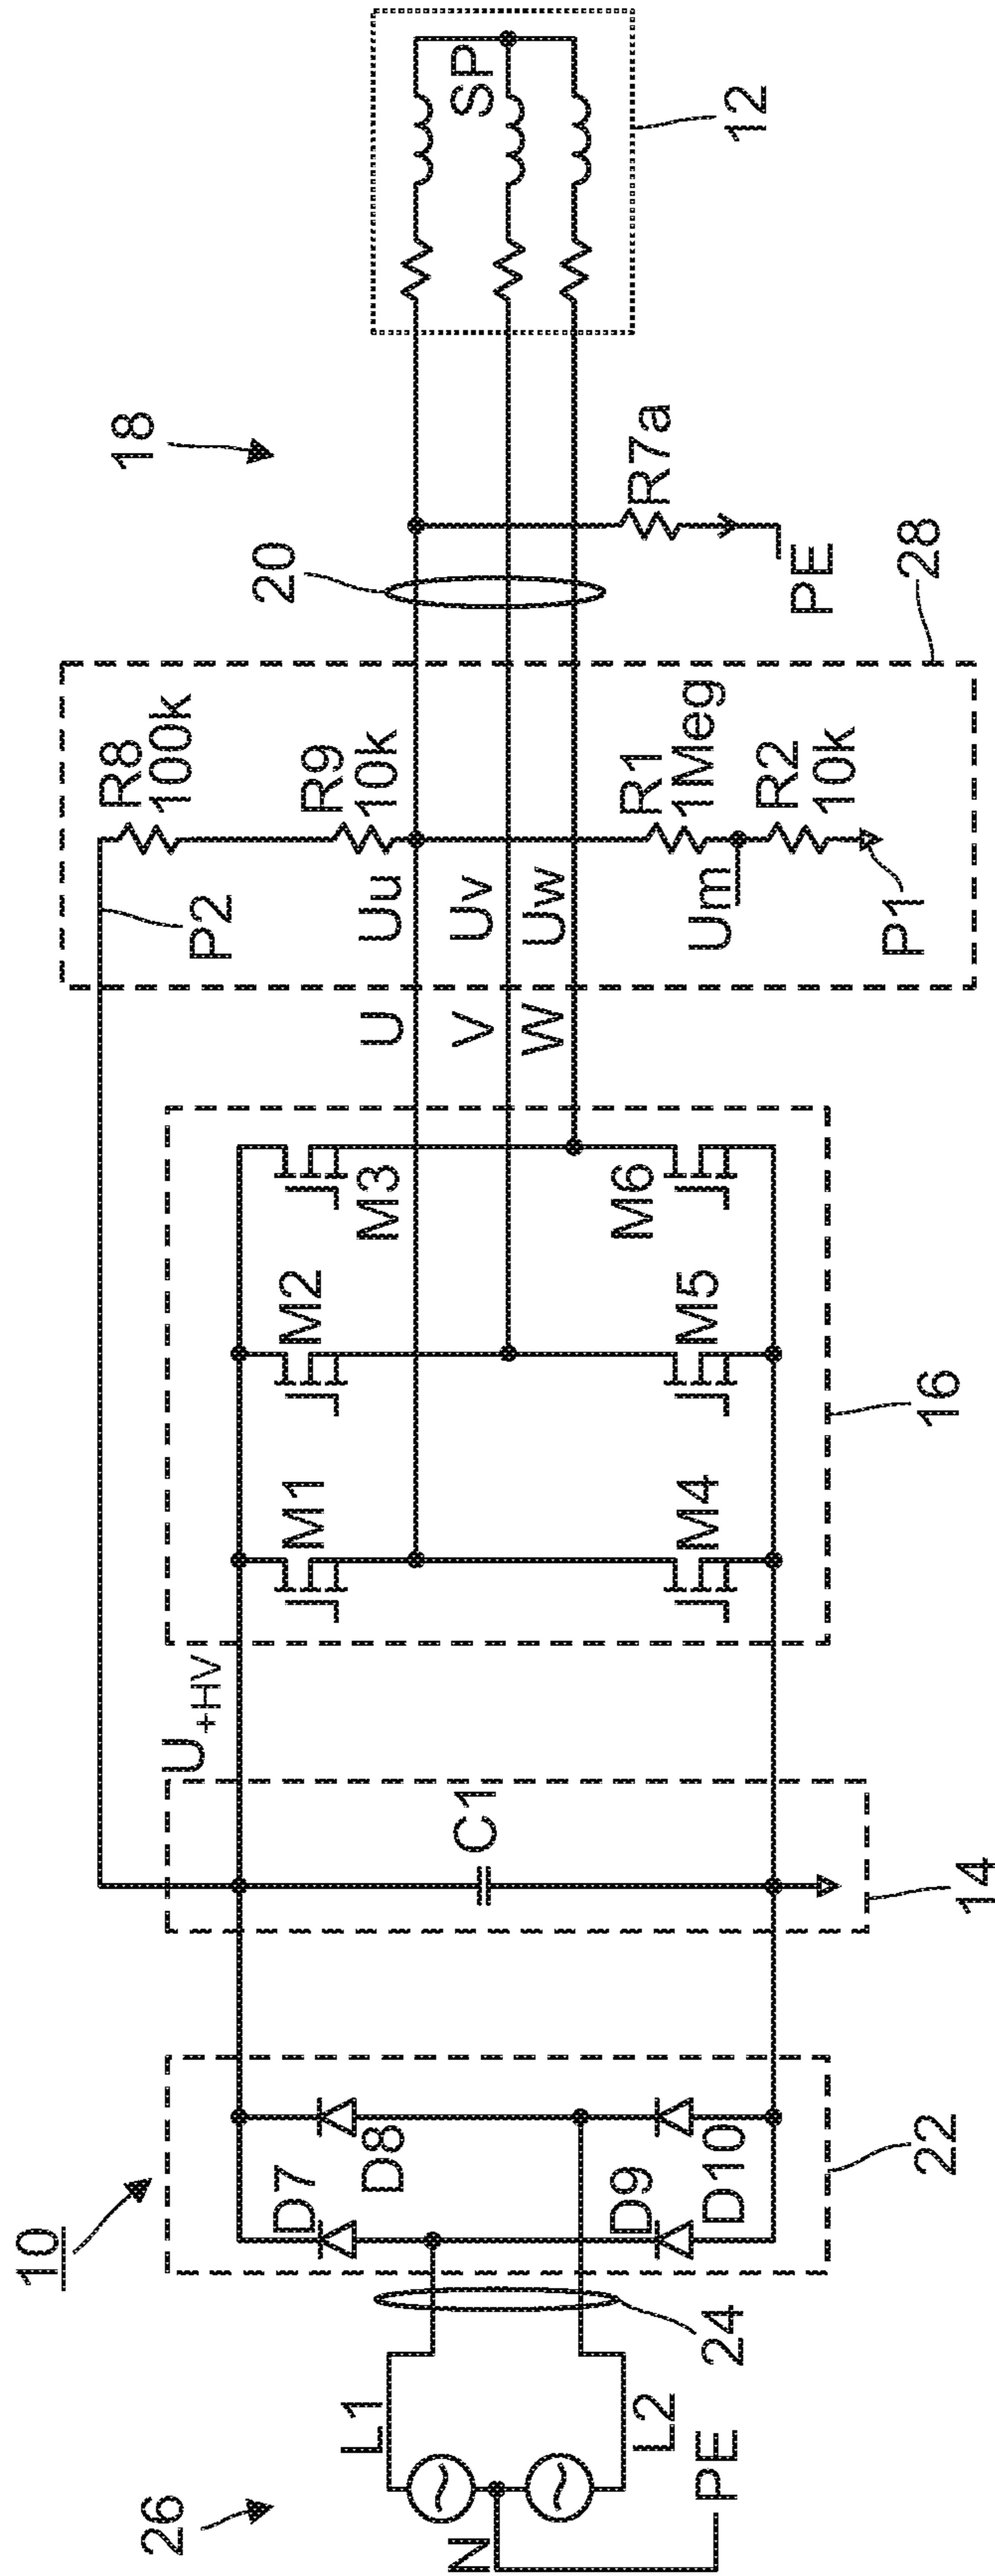 10
26
N
L1
L2
PE
24
D7
D8
D9
D10
22
C1
14
U+HV
M1
M2
M3
M4
M5
M6
16
U
V
W
P2
R8
100k
R9
10k
Uu
Uv
Uw
R1
1Meg
Um
R2
10k
P1
28
20
18
R7a
PE
SP
12